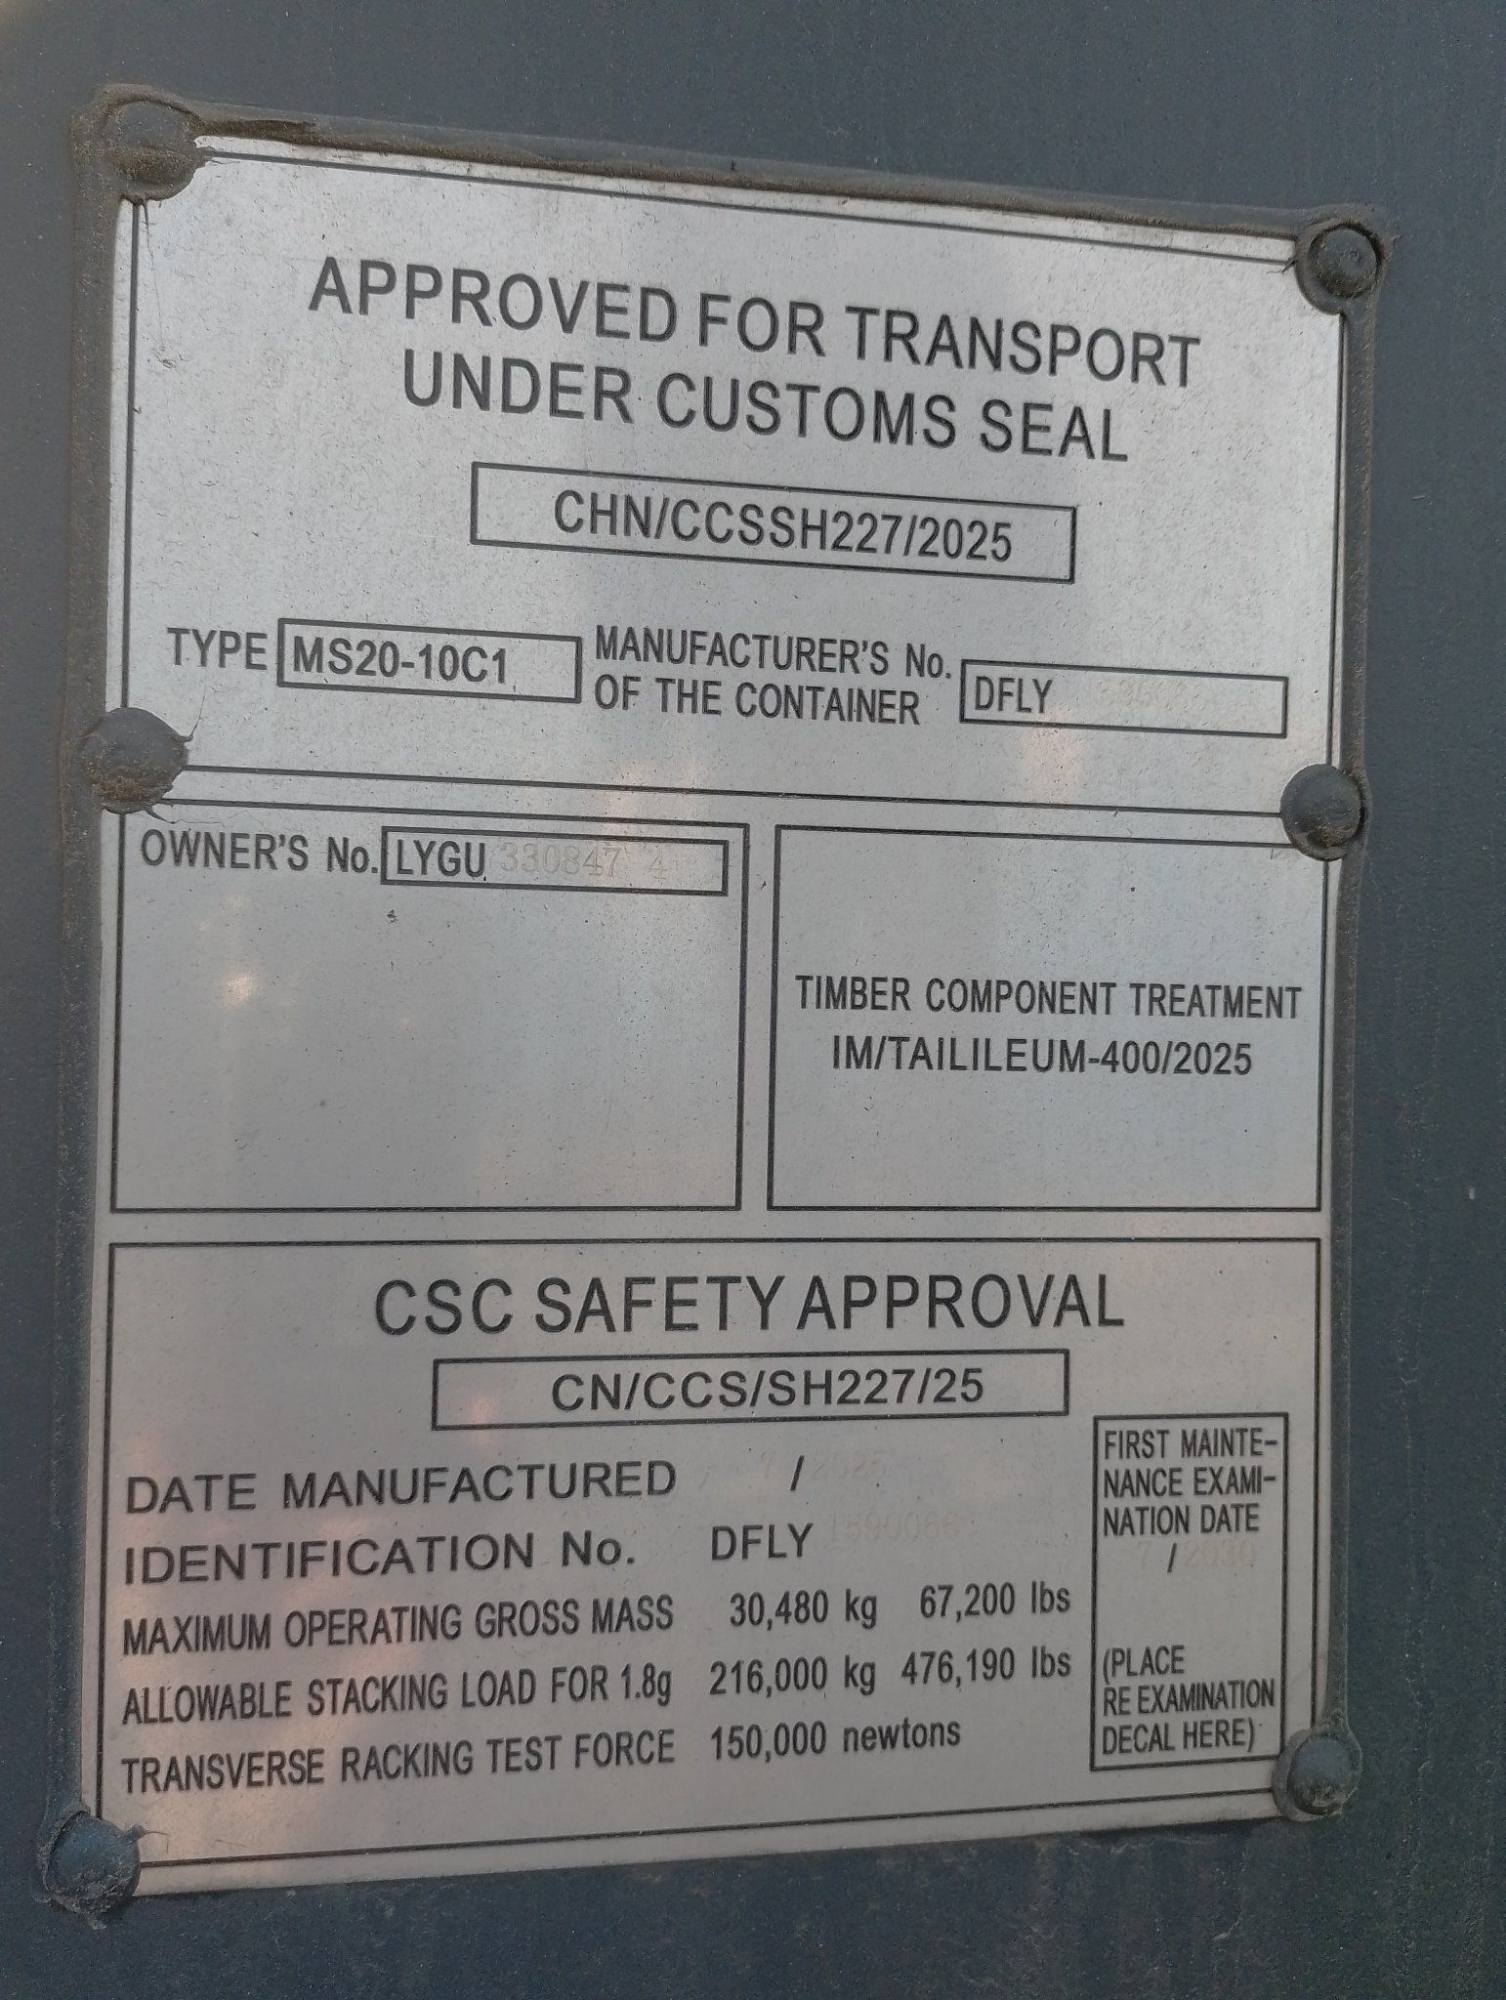 APPROVED FOR TRANSPORT
UNDER CUSTOMS SEAL
CHN/CCSSH227/2025
TYPE MS20-10C1
MANUFACTURER'S No.
OF THE CONTAINER
DFLY
OWNER'S No. LYGU 330847 4
TIMBER COMPONENT TREATMENT
IM/TAILILEUM-400/2025
CSC SAFETY APPROVAL
CN/CCS/SH227/25
DATE MANUFACTURED 7 / 2025
IDENTIFICATION No. DFLY
MAXIMUM OPERATING GROSS MASS 30,480 kg 67,200 lbs
ALLOWABLE STACKING LOAD FOR 1.8g 216,000 kg 476,190 lbs
TRANSVERSE RACKING TEST FORCE 150,000 newtons
FIRST MAINTE-
NANCE EXAMI-
NATION DATE
7 / 2030
(PLACE
RE EXAMINATION
DECAL HERE)